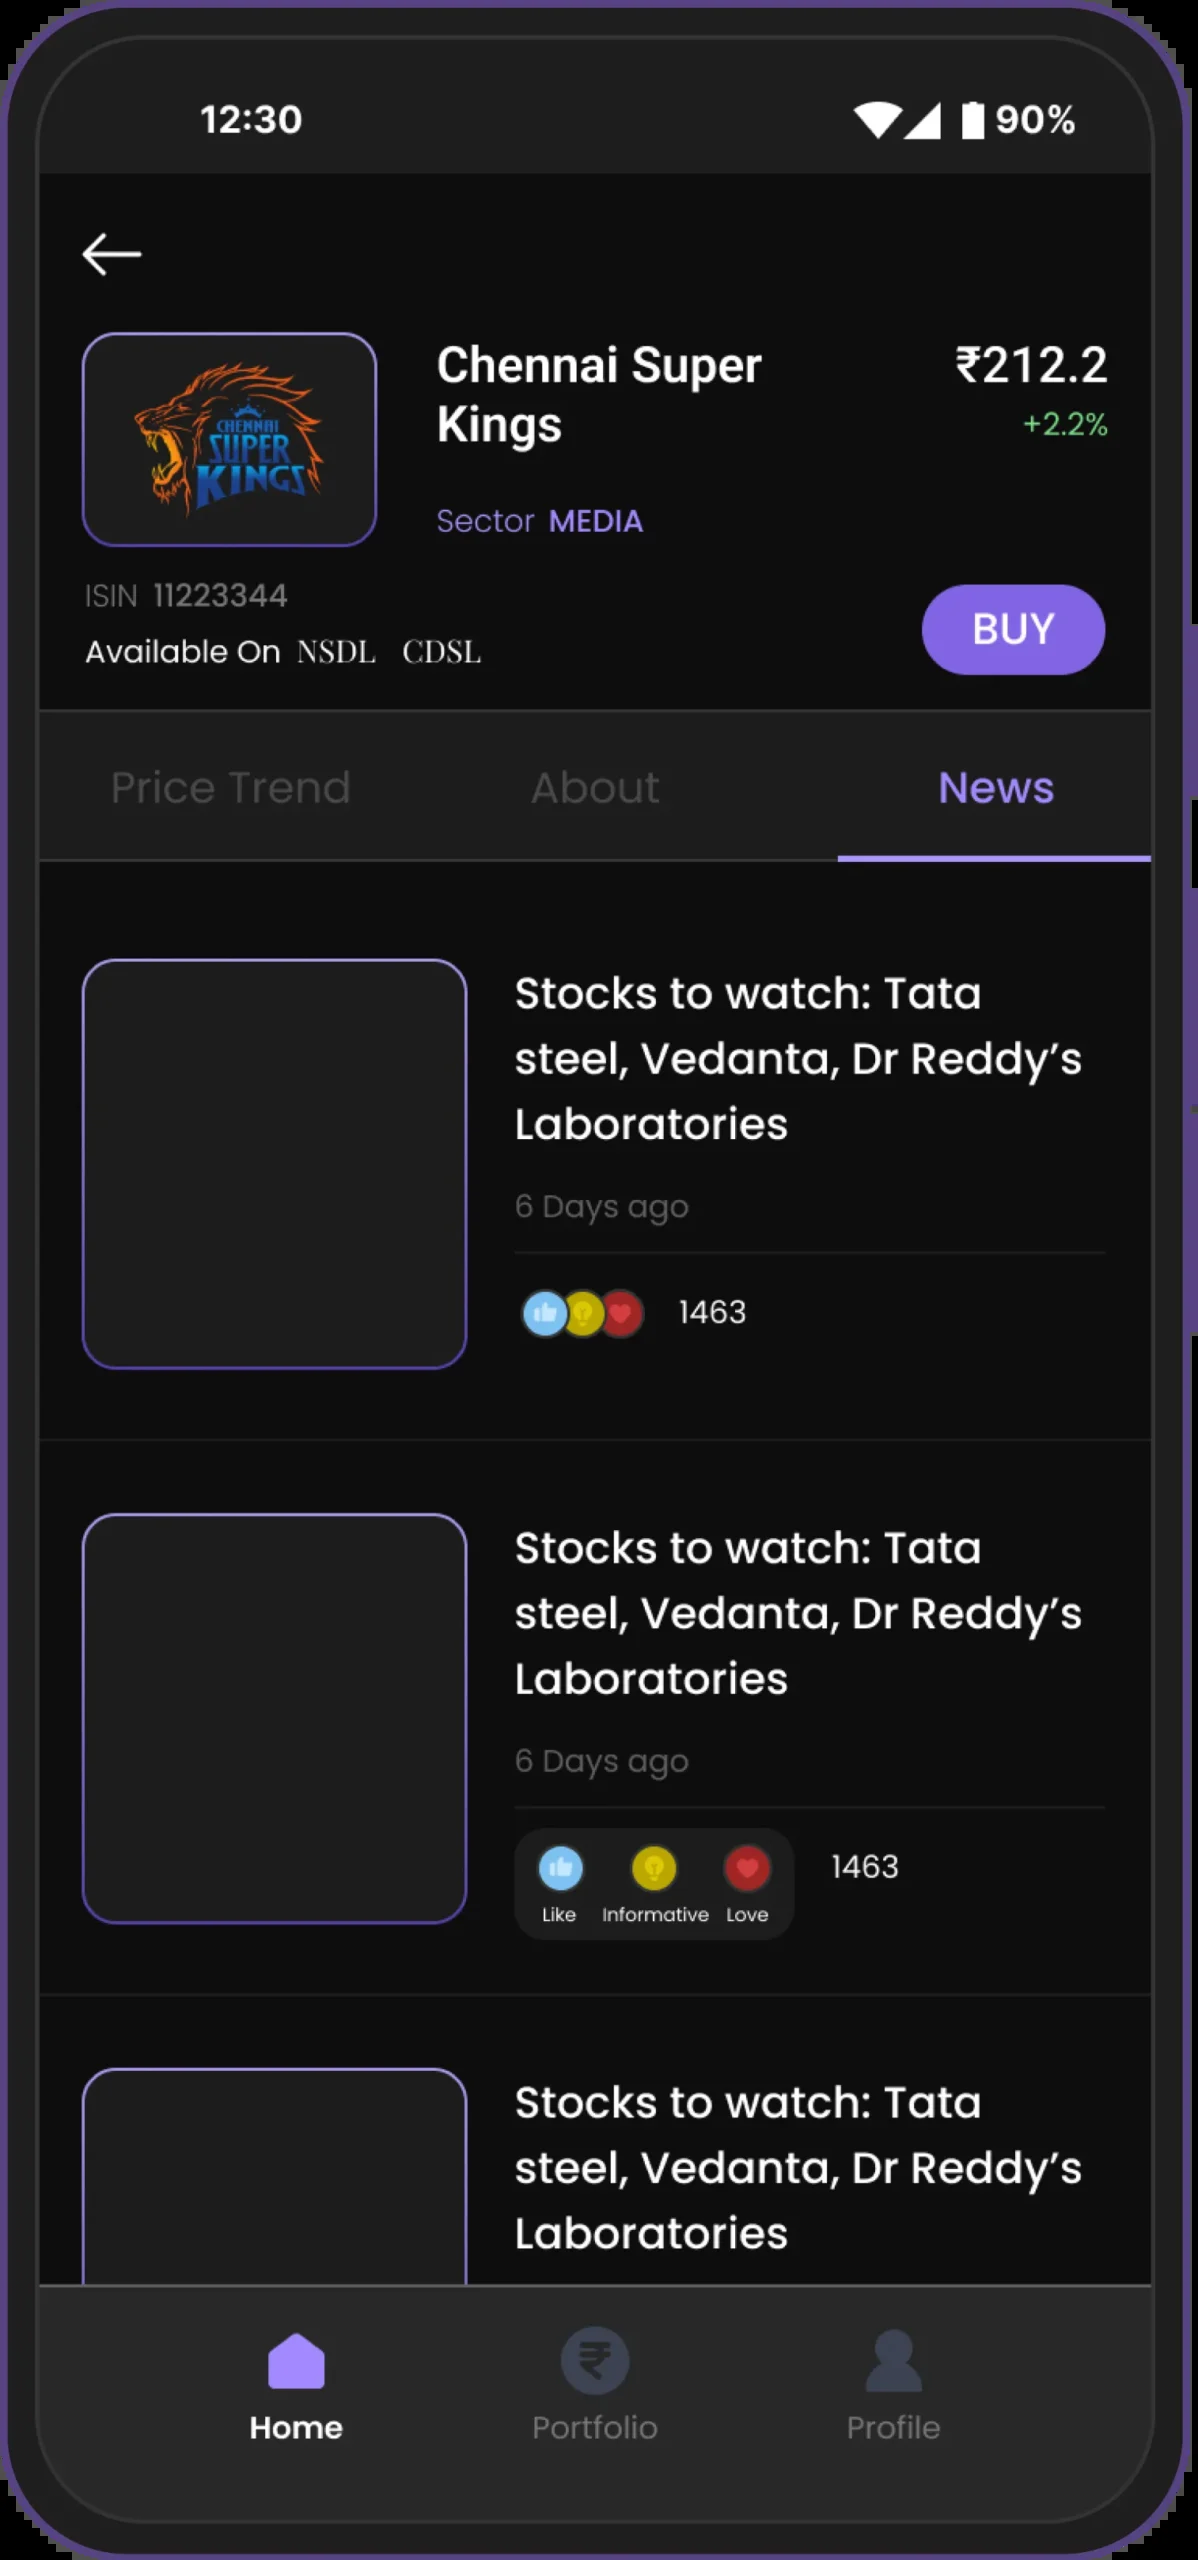 12:30 90%
CHENNAI
SUPER
KINGS
Chennai Super
Kings
₹212.2
+2.2%
Sector MEDIA
ISIN 11223344
Available On NSDL CDSL
BUY
Price Trend About News
Stocks to watch: Tata
steel, Vedanta, Dr Reddy’s
Laboratories
6 Days ago
1463
Stocks to watch: Tata
steel, Vedanta, Dr Reddy’s
Laboratories
6 Days ago
1463
Like Informative Love
Stocks to watch: Tata
steel, Vedanta, Dr Reddy’s
Laboratories
₹
Home Portfolio Profile